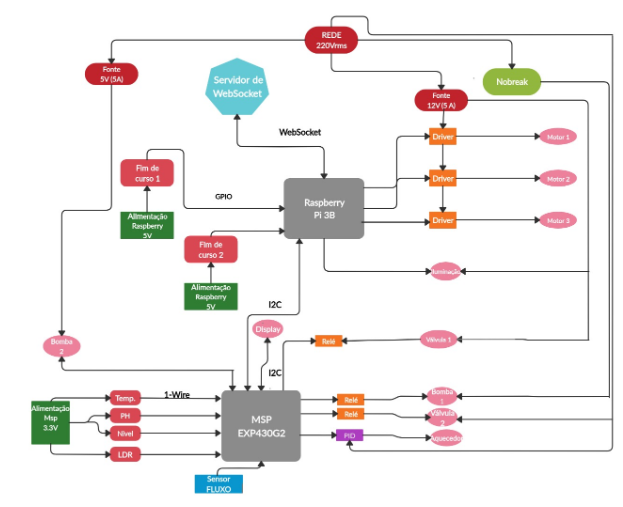 REDE
220Vrms
Fonte
5V (5A)
Servidor de
WebSocket
Nobreak
Fonte
12V (5 A)
WebSocket
Driver
Motor 1
Fim de
curso 1
GPIO
Raspberry
Pi 3B
Driver
Motor 2
Alimentação
Raspberry
5V
Driver
Motor 3
Fim de
curso 2
Iluminação
Alimentação
Raspberry
5V
I2C
Display
Bomba
2
Relé
Válvula 1
I2C
Alimentação
Msp
3.3V
Temp.
1-Wire
PH
Nivel
LDR
MSP
EXP430G2
Relé
Bomba
1
Relé
Válvula
2
PID
Aquecedor
Sensor
FLUXO